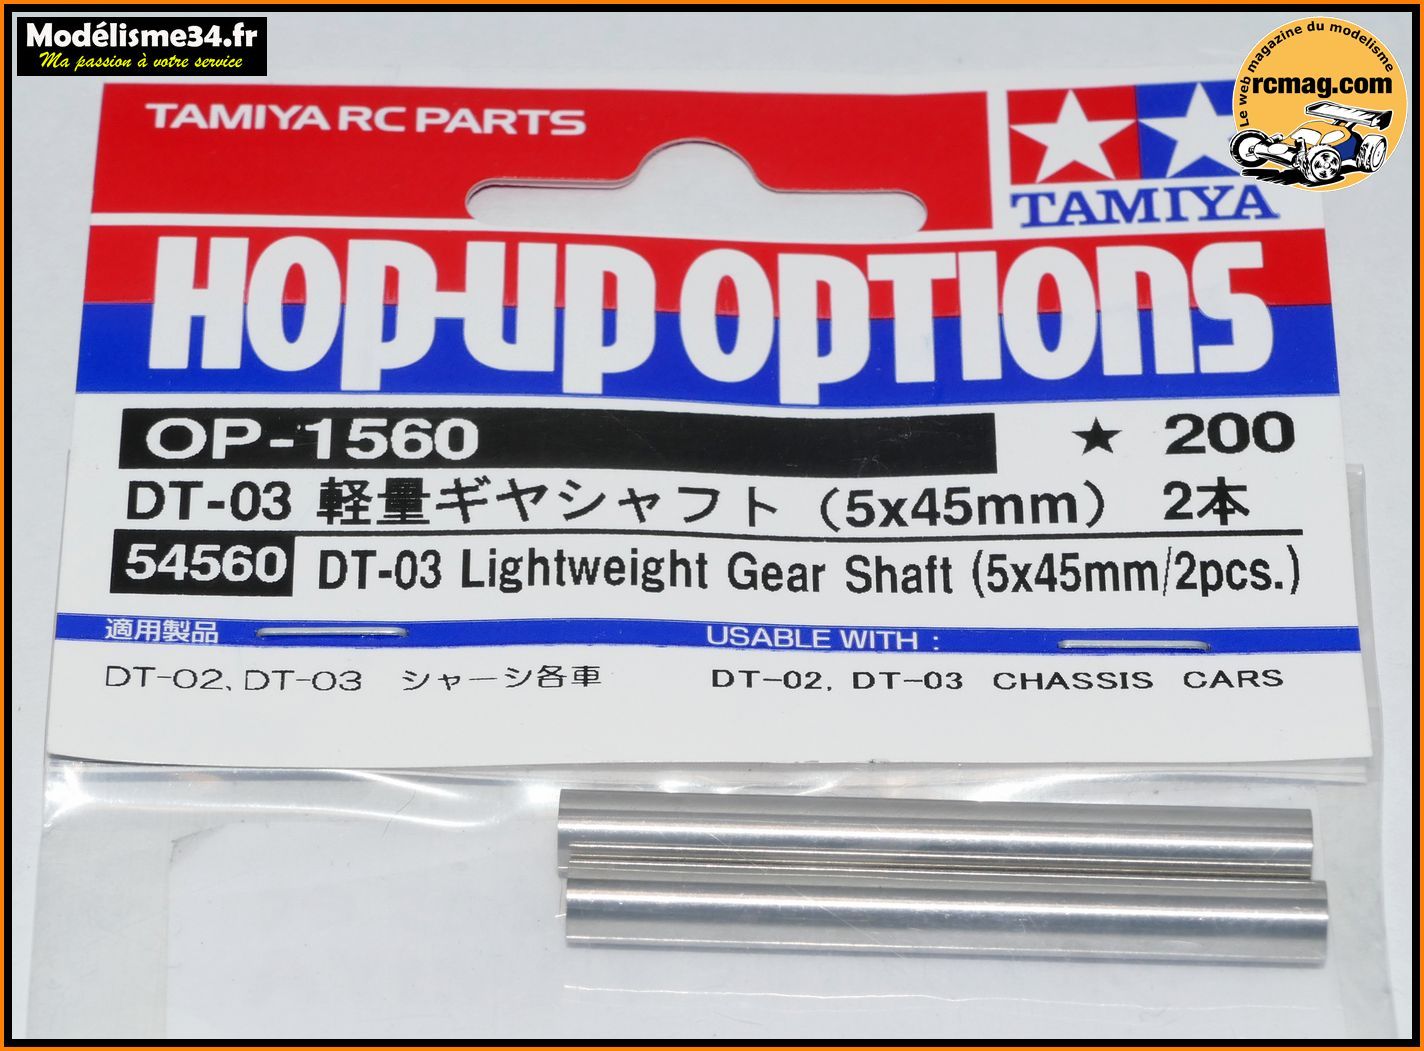 Modélisme34.fr
Ma passion à votre service
Le web magazine du modelisme
rcmag.com
TAMIYA RC PARTS
TAMIYA
HOP-UP OPTIONS
OP-1560 ★ 200
DT-03 軽量ギヤシャフト（5x45mm） 2本
54560 DT-03 Lightweight Gear Shaft (5x45mm/2pcs.)
適用製品 USABLE WITH :
DT-02, DT-03 シャーシ各車 DT-02, DT-03 CHASSIS CARS